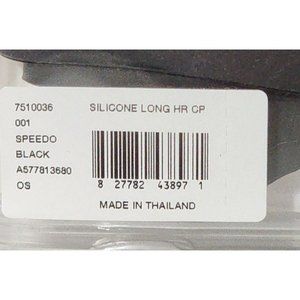 7510036 SILICONE LONG HR CP
001
SPEEDO
BLACK
A577813680
OS
8 27782 43897 1
MADE IN THAILAND